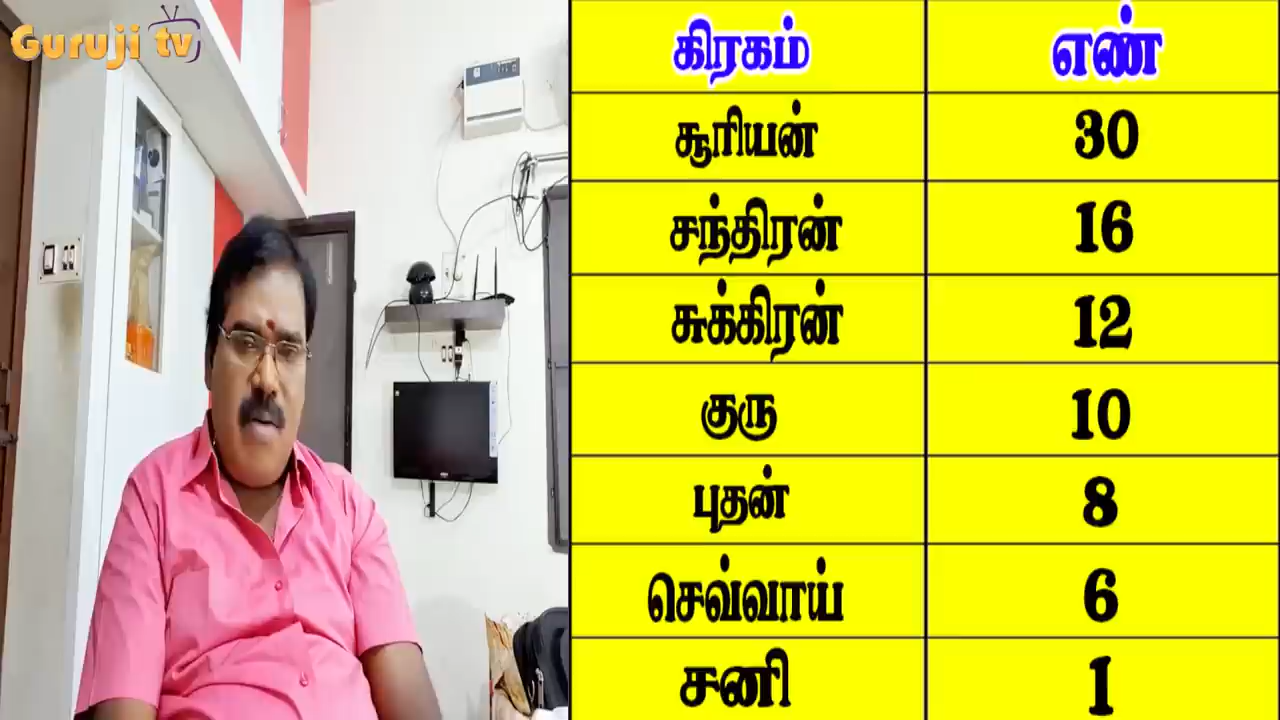 Guruji tv
கிரகம் எண்
சூரியன் 30
சந்திரன் 16
சுக்கிரன் 12
குரு 10
புதன் 8
செவ்வாய் 6
சனி 1